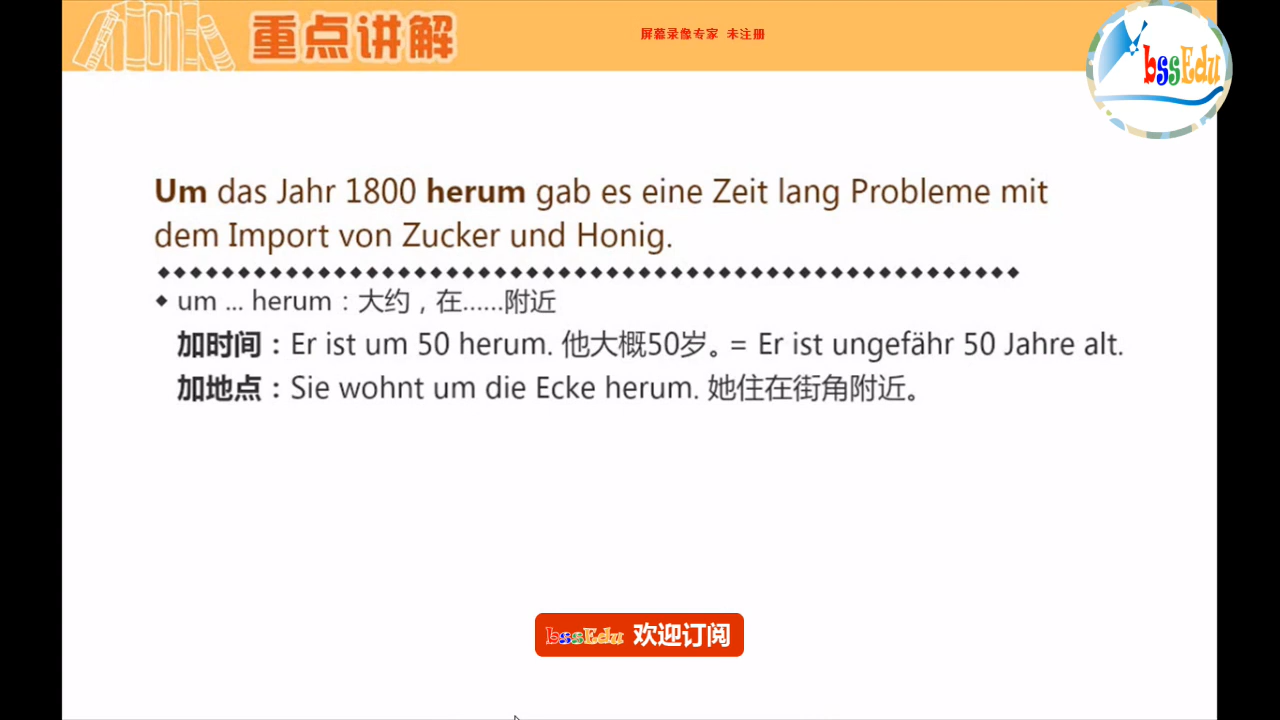 重点讲解
屏幕录像专家 未注册
bssEdu
Um das Jahr 1800 herum gab es eine Zeit lang Probleme mit
dem Import von Zucker und Honig.
um ... herum：大约，在……附近
加时间：Er ist um 50 herum. 他大概50岁。= Er ist ungefähr 50 Jahre alt.
加地点：Sie wohnt um die Ecke herum. 她住在街角附近。
bssEdu 欢迎订阅